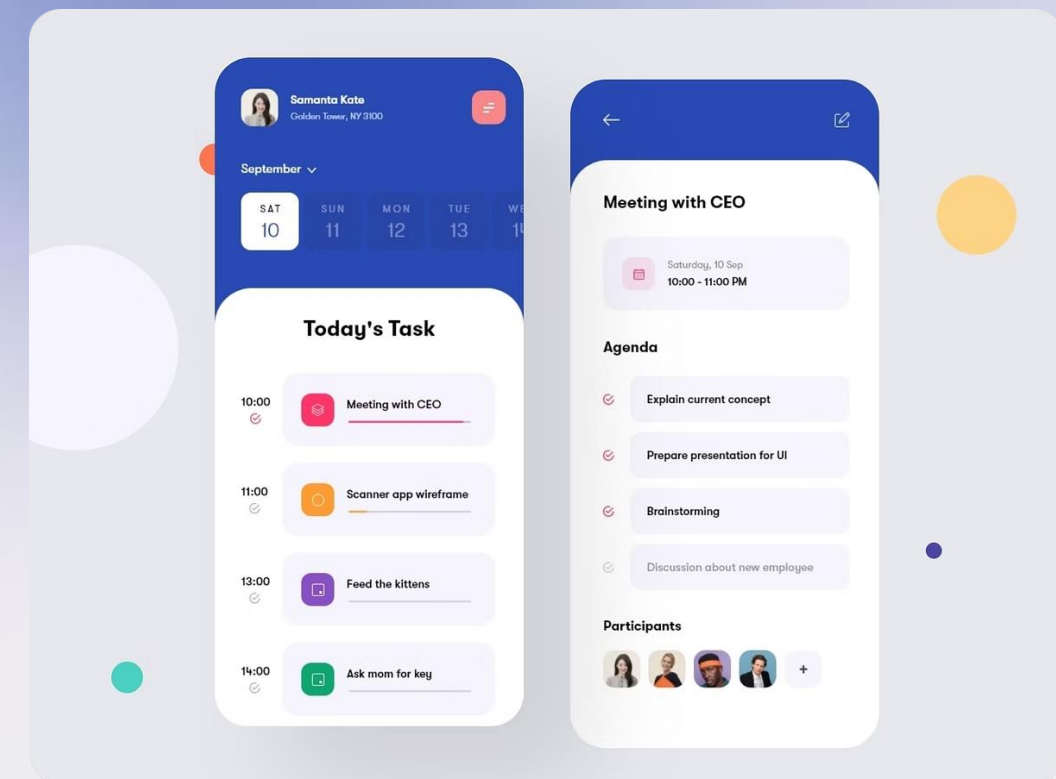 Samanta Kate
Golden Tower, NY 3100
September
SAT SUN MON TUE
10 11 12 13
Today's Task
10:00 Meeting with CEO
11:00 Scanner app wireframe
13:00 Feed the kittens
14:00 Ask mom for key
Meeting with CEO
Saturday, 10 Sep
10:00 - 11:00 PM
Agenda
Explain current concept
Prepare presentation for UI
Brainstorming
Discussion about new employee
Participants
+